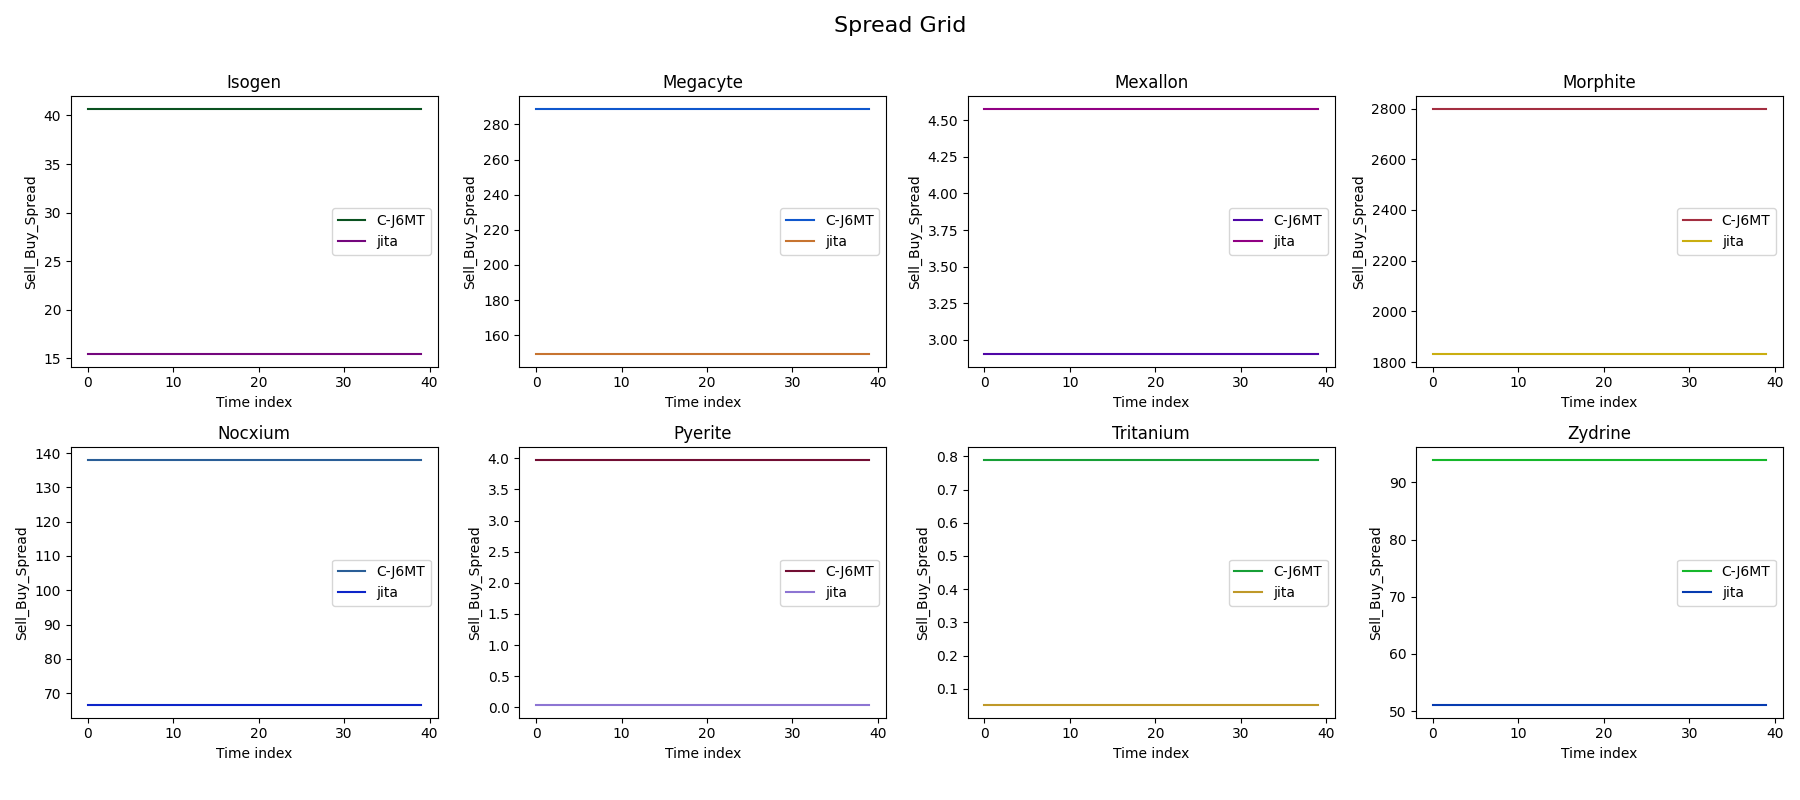 Spread Grid
Isogen
Sell_Buy_Spread
40
35
30
25
20
15
C-J6MT
jita
0 10 20 30 40
Time index
Megacyte
Sell_Buy_Spread
280
260
240
220
200
180
160
C-J6MT
jita
0 10 20 30 40
Time index
Mexallon
Sell_Buy_Spread
4.50
4.25
4.00
3.75
3.50
3.25
3.00
C-J6MT
jita
0 10 20 30 40
Time index
Morphite
Sell_Buy_Spread
2800
2600
2400
2200
2000
1800
C-J6MT
jita
0 10 20 30 40
Time index
Nocxium
Sell_Buy_Spread
140
130
120
110
100
90
80
70
C-J6MT
jita
0 10 20 30 40
Time index
Pyerite
Sell_Buy_Spread
4.0
3.5
3.0
2.5
2.0
1.5
1.0
0.5
0.0
C-J6MT
jita
0 10 20 30 40
Time index
Tritanium
Sell_Buy_Spread
0.8
0.7
0.6
0.5
0.4
0.3
0.2
0.1
C-J6MT
jita
0 10 20 30 40
Time index
Zydrine
Sell_Buy_Spread
90
80
70
60
50
C-J6MT
jita
0 10 20 30 40
Time index